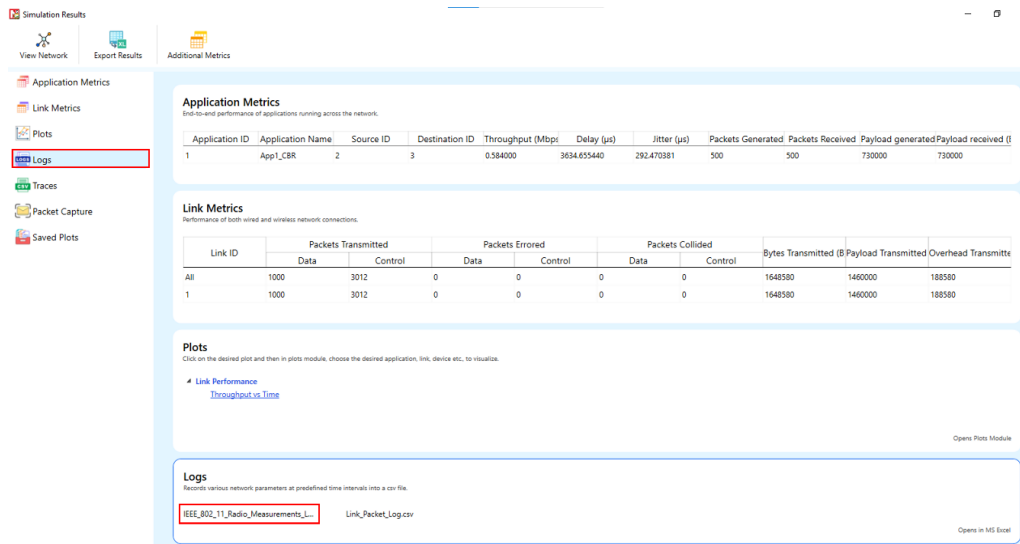 Simulation Results
View Network
Export Results
Additional Metrics
Application Metrics
Link Metrics
Plots
Logs
Traces
Packet Capture
Saved Plots
Application Metrics
End-to-end performance of applications running across the network.
Application ID Application Name Source ID Destination ID Throughput (Mbps Delay (µs) Jitter (µs) Packets Generated Packets Received Payload generated Payload received (
1 App1_CBR 2 3 0.584000 3634.655440 292.470381 500 500 730000 730000
Link Metrics
Performance of both wired and wireless network connections.
Link ID Packets Transmitted Packets Errored Packets Collided Bytes Transmitted (B Payload Transmitted Overhead Transmitte
Data Control Data Control Data Control
All 1000 3012 0 0 0 0 1648580 1460000 188580
1 1000 3012 0 0 0 0 1648580 1460000 188580
Plots
Click on the desired plot and then in plots module, choose the desired application, link, device etc., to visualize.
Link Performance
Throughput vs Time
Opens Plots Module
Logs
Records various network parameters at predefined time intervals into a csv file.
IEEE_802_11_Radio_Measurements_L... Link_Packet_Log.csv
Opens in MS Excel